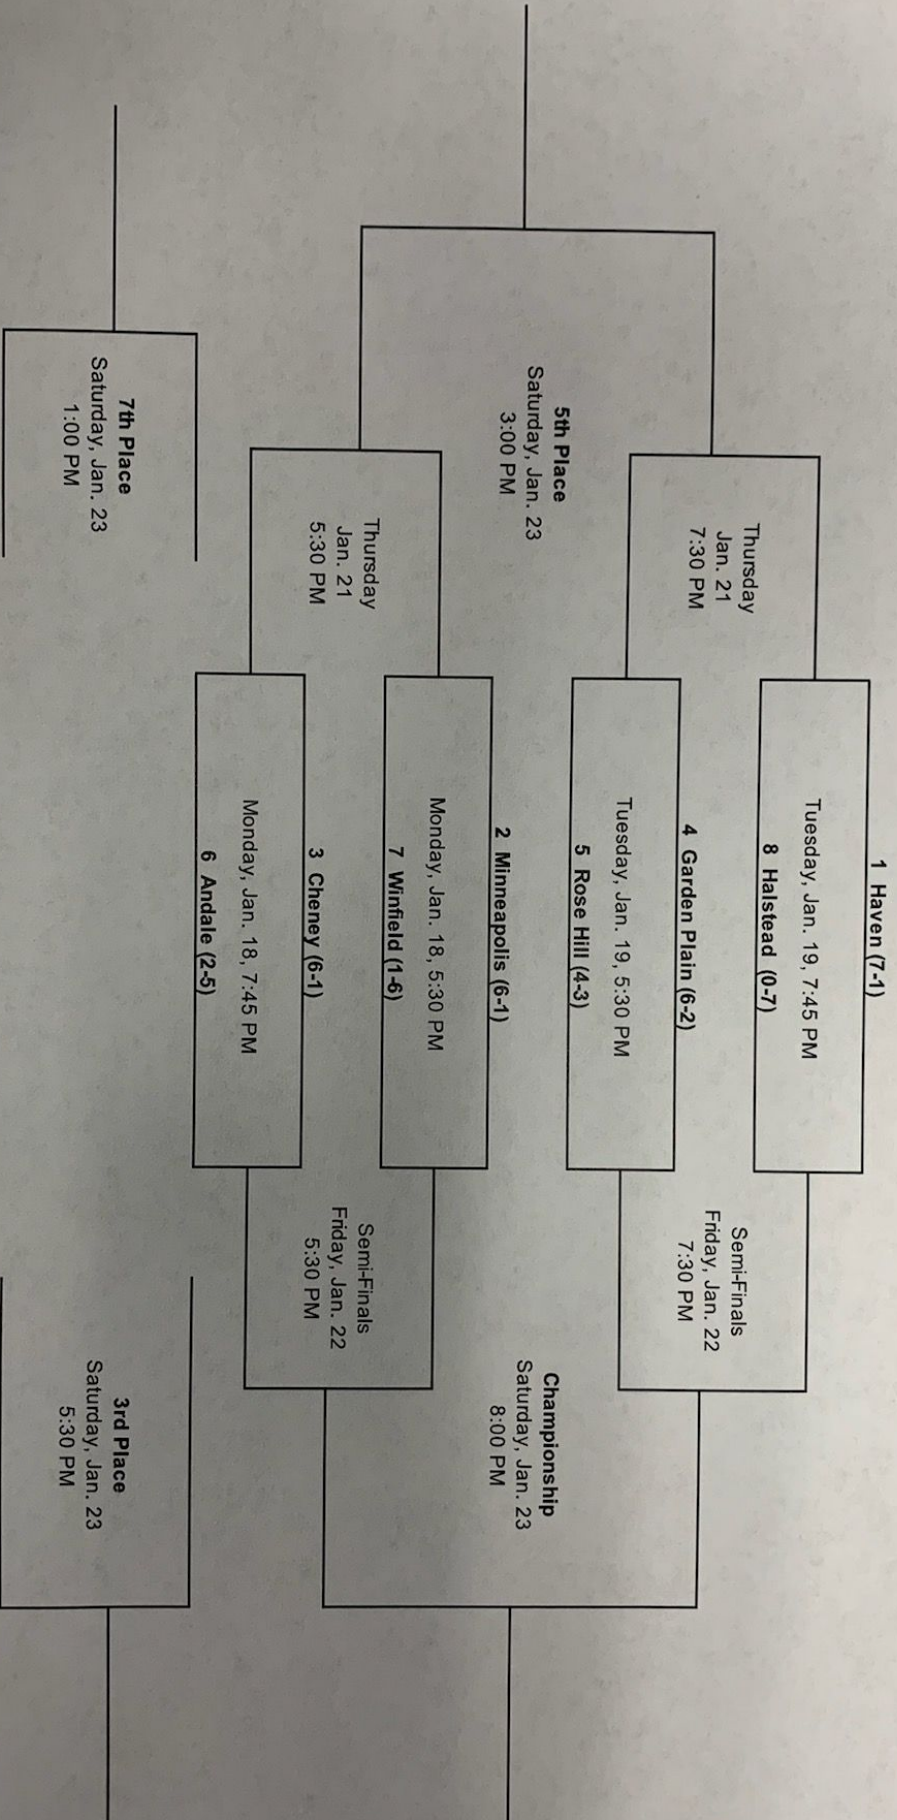 1 Haven (7-1)
Tuesday, Jan. 19, 7:45 PM
8 Halstead (0-7)
Thursday
Jan. 21
7:30 PM
Semi-Finals
Friday, Jan. 22
7:30 PM
4 Garden Plain (6-2)
Tuesday, Jan. 19, 5:30 PM
5 Rose Hill (4-3)
5th Place
Saturday, Jan. 23
3:00 PM
Championship
Saturday, Jan. 23
8:00 PM
2 Minneapolis (6-1)
Monday, Jan. 18, 5:30 PM
7 Winfield (1-6)
Thursday
Jan. 21
5:30 PM
Semi-Finals
Friday, Jan. 22
5:30 PM
3 Cheney (6-1)
Monday, Jan. 18, 7:45 PM
6 Andale (2-5)
7th Place
Saturday, Jan. 23
1:00 PM
3rd Place
Saturday, Jan. 23
5:30 PM